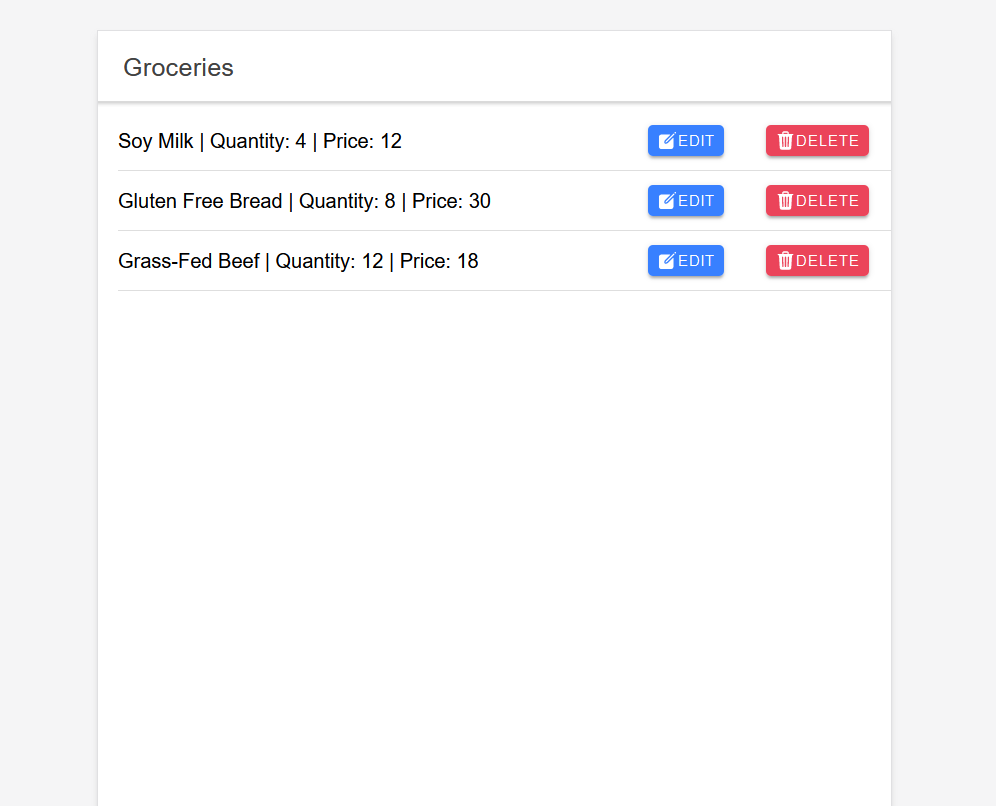 Groceries
Soy Milk | Quantity: 4 | Price: 12 EDIT DELETE
Gluten Free Bread | Quantity: 8 | Price: 30 EDIT DELETE
Grass-Fed Beef | Quantity: 12 | Price: 18 EDIT DELETE